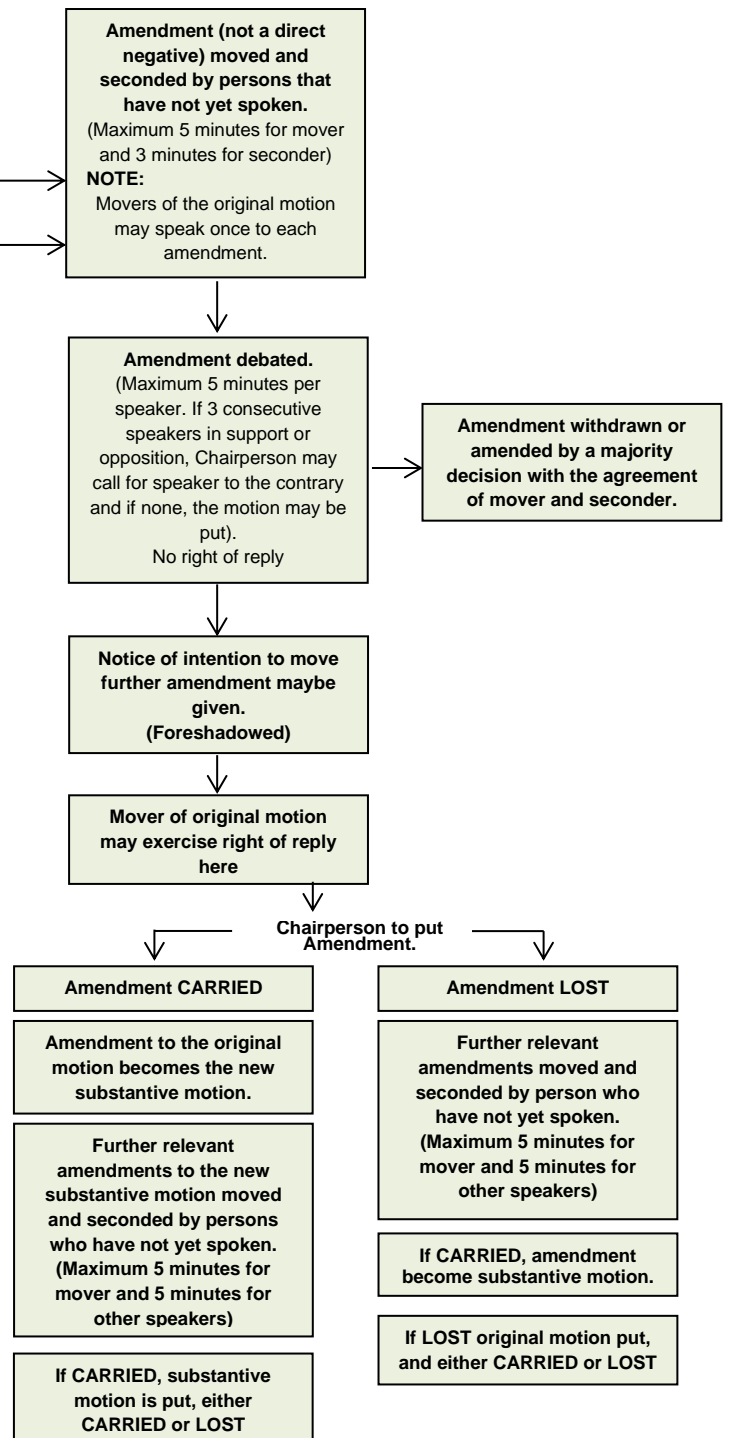 Amendment (not a direct
negative) moved and
seconded by persons that
have not yet spoken.
(Maximum 5 minutes for mover
and 3 minutes for seconder)
NOTE:
Movers of the original motion
may speak once to each
amendment.
Amendment debated.
(Maximum 5 minutes per
speaker. If 3 consecutive
speakers in support or
opposition, Chairperson may
call for speaker to the contrary
and if none, the motion may be
put).
No right of reply
Amendment withdrawn or
amended by a majority
decision with the agreement
of mover and seconder.
Notice of intention to move
further amendment maybe
given.
(Foreshadowed)
Mover of original motion
may exercise right of reply
here
Chairperson to put
Amendment.
Amendment CARRIED
Amendment to the original
motion becomes the new
substantive motion.
Further relevant
amendments to the new
substantive motion moved
and seconded by persons
who have not yet spoken.
(Maximum 5 minutes for
mover and 5 minutes for
other speakers)
If CARRIED, substantive
motion is put, either
CARRIED or LOST
Amendment LOST
Further relevant
amendments moved and
seconded by person who
have not yet spoken.
(Maximum 5 minutes for
mover and 5 minutes for
other speakers)
If CARRIED, amendment
become substantive motion.
If LOST original motion put,
and either CARRIED or LOST